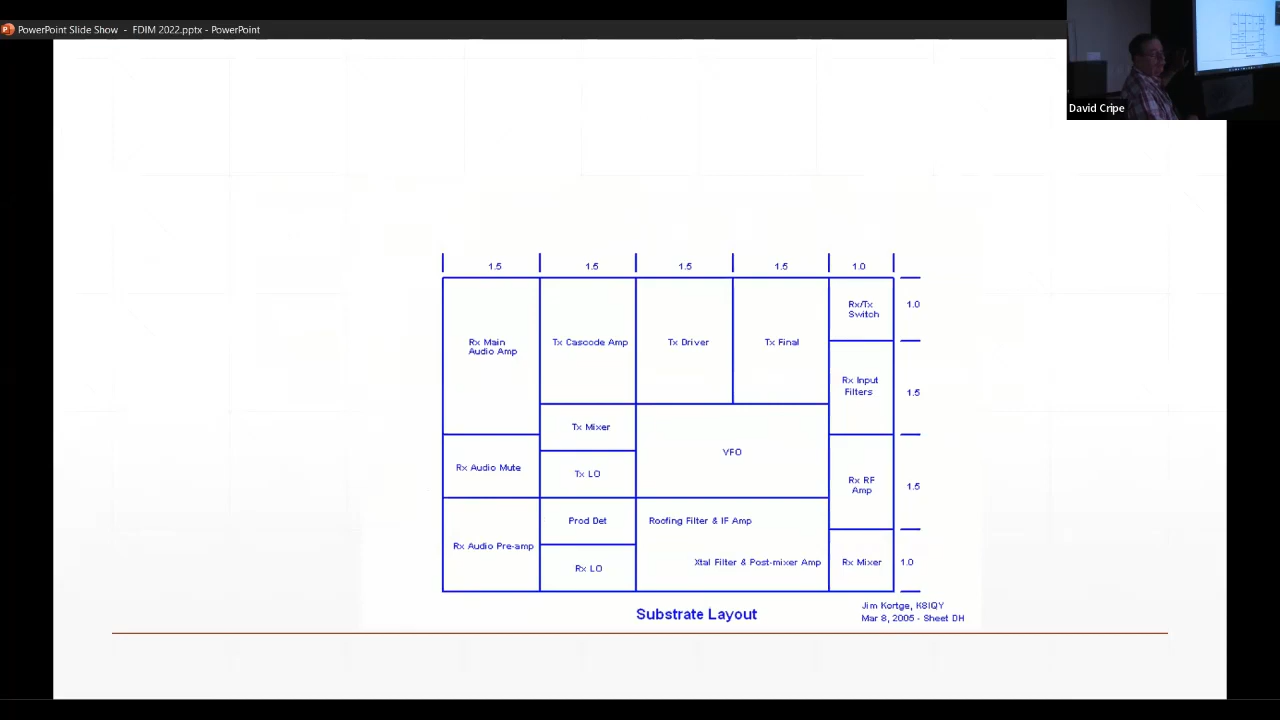 PowerPoint Slide Show - FDIM 2022.pptx - PowerPoint
David Cripe
1.5
1.5
1.5
1.5
1.0
Rx Main
Audio Amp
Tx Cascode Amp
Tx Driver
Tx Final
Rx/Tx
Switch
1.0
Rx Input
Filters
1.5
Tx Mixer
VFO
Rx Audio Mute
Tx LO
Rx RF
Amp
1.5
Prod Det
Roofing Filter & IF Amp
Rx Audio Pre-amp
Xtal Filter & Post-mixer Amp
Rx LO
Rx Mixer
1.0
Substrate Layout
Jim Kortge, K8IQY
Mar 8, 2005 - Sheet DH